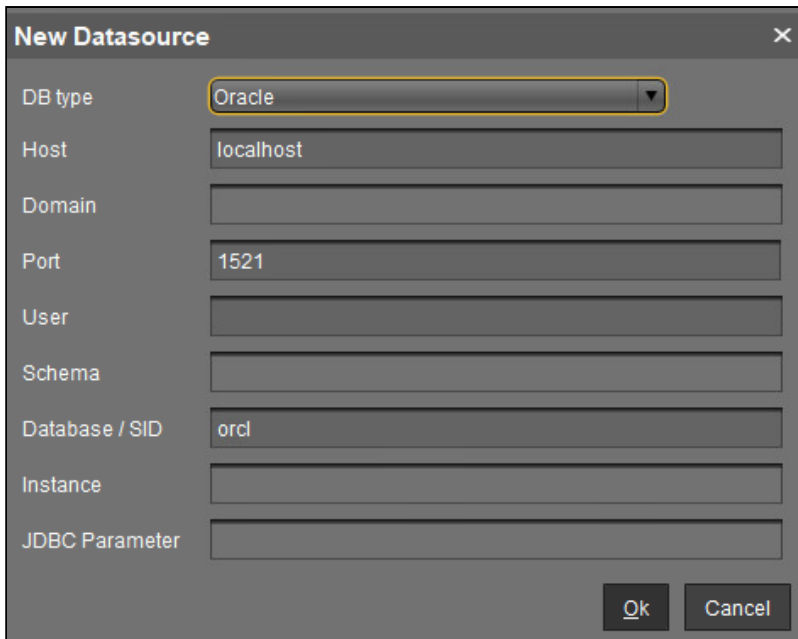 New Datasource ×
DB type Oracle
Host localhost
Domain
Port 1521
User
Schema
Database / SID orcl
Instance
JDBC Parameter
Ok Cancel